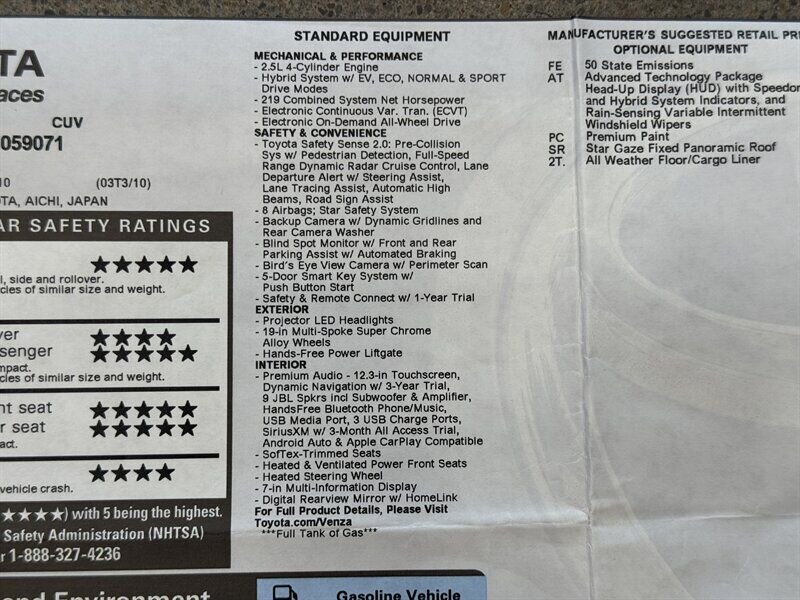 TA
aces
CUV
059071
10 (03T3/10)
TA, AICHI, JAPAN
AR SAFETY RATINGS
★★★★★
l, side and rollover.
cles of similar size and weight.
ver ★★★★
senger ★★★★★
mpact.
cles of similar size and weight.
nt seat ★★★★★
r seat ★★★★★
act.
★★★★
vehicle crash.
★★★★) with 5 being the highest.
Safety Administration (NHTSA)
r 1-888-327-4236
and Environment
STANDARD EQUIPMENT
MECHANICAL & PERFORMANCE
- 2.5L 4-Cylinder Engine
- Hybrid System w/ EV, ECO, NORMAL & SPORT
Drive Modes
- 219 Combined System Net Horsepower
- Electronic Continuous Var. Tran. (ECVT)
- Electronic On-Demand All-Wheel Drive
SAFETY & CONVENIENCE
- Toyota Safety Sense 2.0: Pre-Collision
Sys w/ Pedestrian Detection, Full-Speed
Range Dynamic Radar Cruise Control, Lane
Departure Alert w/ Steering Assist,
Lane Tracing Assist, Automatic High
Beams, Road Sign Assist
- 8 Airbags; Star Safety System
- Backup Camera w/ Dynamic Gridlines and
Rear Camera Washer
- Blind Spot Monitor w/ Front and Rear
Parking Assist w/ Automated Braking
- Bird's Eye View Camera w/ Perimeter Scan
- 5-Door Smart Key System w/
Push Button Start
- Safety & Remote Connect w/ 1-Year Trial
EXTERIOR
- Projector LED Headlights
- 19-in Multi-Spoke Super Chrome
Alloy Wheels
- Hands-Free Power Liftgate
INTERIOR
- Premium Audio - 12.3-in Touchscreen,
Dynamic Navigation w/ 3-Year Trial,
9 JBL Spkrs incl Subwoofer & Amplifier,
HandsFree Bluetooth Phone/Music,
USB Media Port, 3 USB Charge Ports,
SiriusXM w/ 3-Month All Access Trial,
Android Auto & Apple CarPlay Compatible
- SofTex-Trimmed Seats
- Heated & Ventilated Power Front Seats
- Heated Steering Wheel
- 7-in Multi-Information Display
- Digital Rearview Mirror w/ HomeLink
For Full Product Details, Please Visit
Toyota.com/Venza
***Full Tank of Gas***
Gasoline Vehicle
MANUFACTURER'S SUGGESTED RETAIL PRI
OPTIONAL EQUIPMENT
FE 50 State Emissions
AT Advanced Technology Package
Head-Up Display (HUD) with Speedom
and Hybrid System Indicators, and
Rain-Sensing Variable Intermittent
Windshield Wipers
PC Premium Paint
SR Star Gaze Fixed Panoramic Roof
2T. All Weather Floor/Cargo Liner